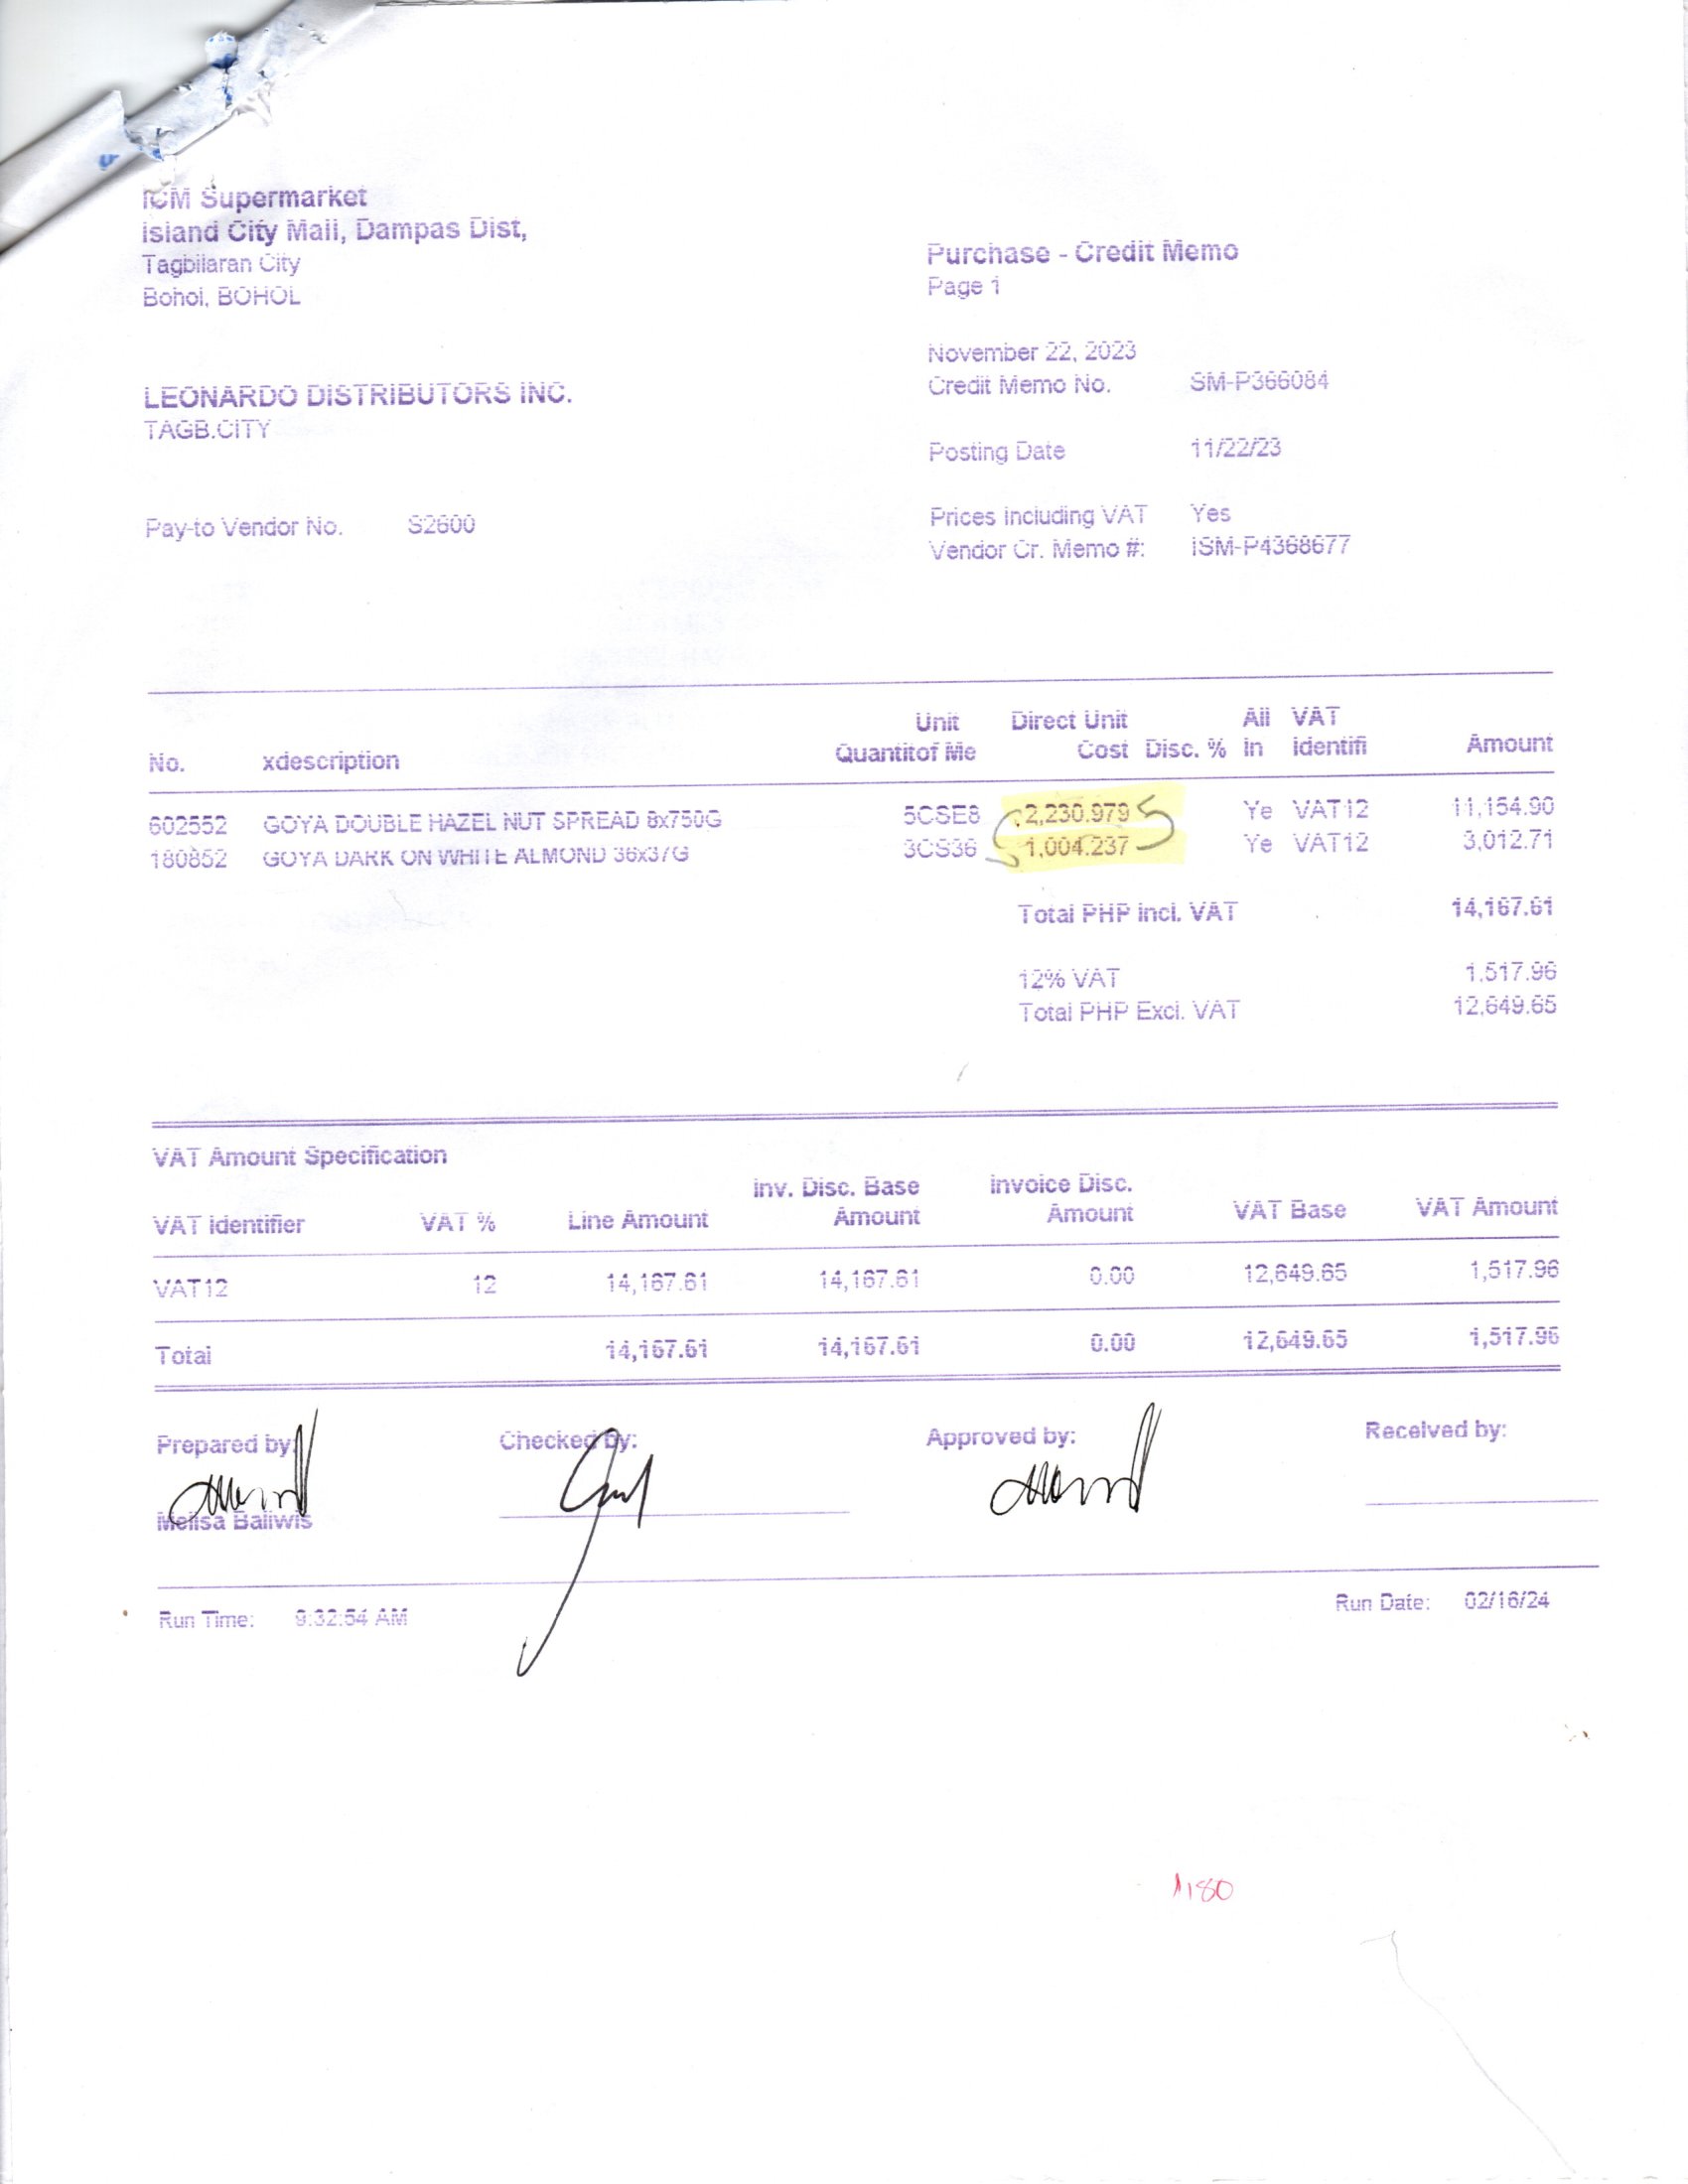 ICM Supermarket
Island City Mall, Dampas Dist,
Tagbilaran City
Bohol, BOHOL
Purchase - Credit Memo
Page 1
November 22, 2023
Credit Memo No. SM-P366084
LEONARDO DISTRIBUTORS INC.
TAGB.CITY
Posting Date 11/22/23
Pay-to Vendor No. S2600
Prices Including VAT Yes
Vendor Cr. Memo #: ISM-P4368677
Unit Direct Unit All VAT
No. xdescription Quantitof Me Cost Disc. % In Identifi Amount
602552 GOYA DOUBLE HAZEL NUT SPREAD 8x750G 5CSE8 2,230.979 Ye VAT12 11,154.90
180852 GOYA DARK ON WHITE ALMOND 36x37G 3CS36 1,004.237 Ye VAT12 3,012.71
Total PHP Incl. VAT 14,167.61
12% VAT 1,517.96
Total PHP Excl. VAT 12,649.65
VAT Amount Specification
Inv. Disc. Base Invoice Disc.
VAT Identifier VAT % Line Amount Amount Amount VAT Base VAT Amount
VAT12 12 14,167.61 14,167.61 0.00 12,649.65 1,517.96
Total 14,167.61 14,167.61 0.00 12,649.65 1,517.96
Prepared by: Checked by: Approved by: Received by:
Melisa Baliwis
Run Time: 9:32:54 AM Run Date: 02/16/24
1180